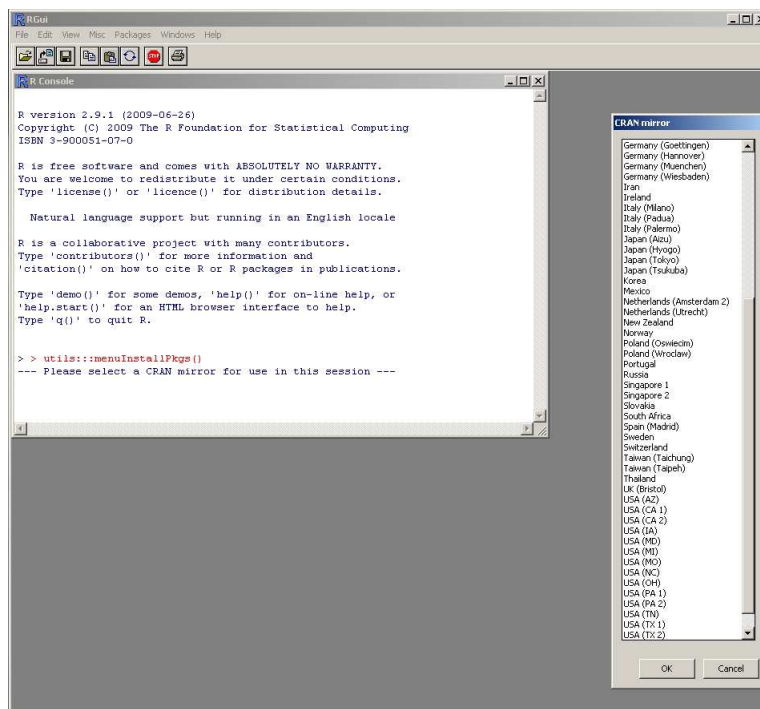 RGui
File Edit View Misc Packages Windows Help
STOP
R Console
R version 2.9.1 (2009-06-26)
Copyright (C) 2009 The R Foundation for Statistical Computing
ISBN 3-900051-07-0
R is free software and comes with ABSOLUTELY NO WARRANTY.
You are welcome to redistribute it under certain conditions.
Type 'license()' or 'licence()' for distribution details.
Natural language support but running in an English locale
R is a collaborative project with many contributors.
Type 'contributors()' for more information and
'citation()' on how to cite R or R packages in publications.
Type 'demo()' for some demos, 'help()' for on-line help, or
'help.start()' for an HTML browser interface to help.
Type 'q()' to quit R.
> > utils:::menuInstallPkgs()
--- Please select a CRAN mirror for use in this session ---
CRAN mirror
Germany (Goettingen)
Germany (Hannover)
Germany (Muenchen)
Germany (Wiesbaden)
Iran
Ireland
Italy (Milano)
Italy (Padua)
Italy (Palermo)
Japan (Aizu)
Japan (Hyogo)
Japan (Tokyo)
Japan (Tsukuba)
Korea
Mexico
Netherlands (Amsterdam 2)
Netherlands (Utrecht)
New Zealand
Norway
Poland (Oswiecim)
Poland (Wroclaw)
Portugal
Russia
Singapore 1
Singapore 2
Slovakia
South Africa
Spain (Madrid)
Sweden
Switzerland
Taiwan (Taichung)
Taiwan (Taipeh)
Thailand
UK (Bristol)
USA (AZ)
USA (CA 1)
USA (CA 2)
USA (IA)
USA (MD)
USA (MI)
USA (MO)
USA (NC)
USA (OH)
USA (PA 1)
USA (PA 2)
USA (TN)
USA (TX 1)
USA (TX 2)
OK Cancel